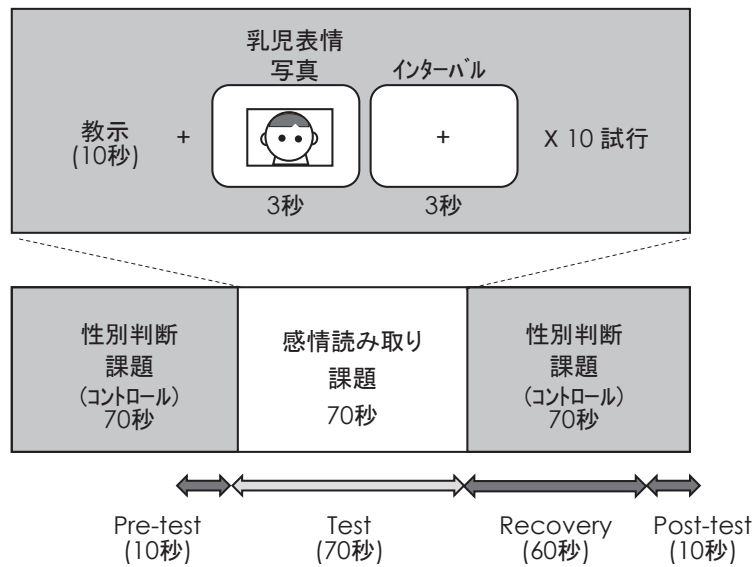 乳児表情
写真
インターバル
教示
(10秒)
+
+
X 10 試行
3秒
3秒
性別判断
課題
(コントロール)
70秒
感情読み取り
課題
70秒
性別判断
課題
(コントロール)
70秒
Pre-test
(10秒)
Test
(70秒)
Recovery
(60秒)
Post-test
(10秒)